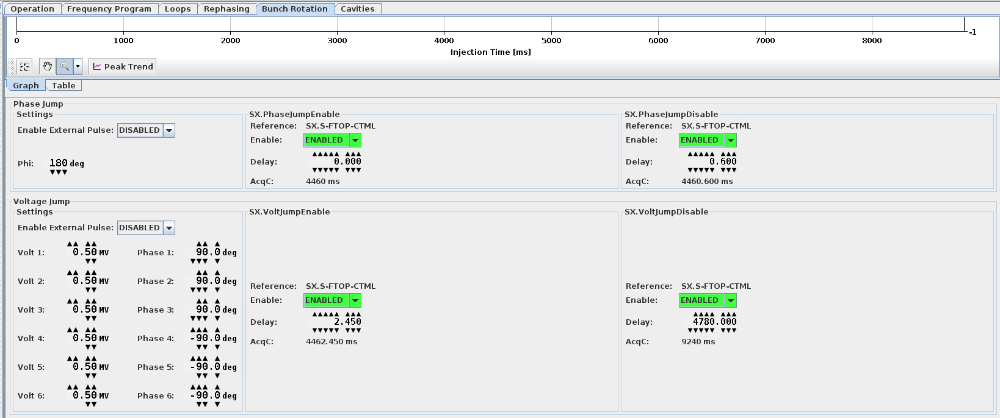 Operation Frequency Program Loops Rephasing Bunch Rotation Cavities
-1
0 1000 2000 3000 4000 5000 6000 7000 8000
Injection Time [ms]
Peak Trend
Graph Table
Phase Jump
Settings
Enable External Pulse: DISABLED
Phi: 180 deg
SX.PhaseJumpEnable
Reference: SX.S-FTOP-CTML
Enable: ENABLED
Delay: 0.000
AcqC: 4460 ms
SX.PhaseJumpDisable
Reference: SX.S-FTOP-CTML
Enable: ENABLED
Delay: 0.600
AcqC: 4460.600 ms
Voltage Jump
Settings
Enable External Pulse: DISABLED
Volt 1: 0.50 MV Phase 1: 90.0 deg
Volt 2: 0.50 MV Phase 2: 90.0 deg
Volt 3: 0.50 MV Phase 3: 90.0 deg
Volt 4: 0.50 MV Phase 4: -90.0 deg
Volt 5: 0.50 MV Phase 5: -90.0 deg
Volt 6: 0.50 MV Phase 6: -90.0 deg
SX.VoltJumpEnable
Reference: SX.S-FTOP-CTML
Enable: ENABLED
Delay: 2.450
AcqC: 4462.450 ms
SX.VoltJumpDisable
Reference: SX.S-FTOP-CTML
Enable: ENABLED
Delay: 4780.000
AcqC: 9240 ms